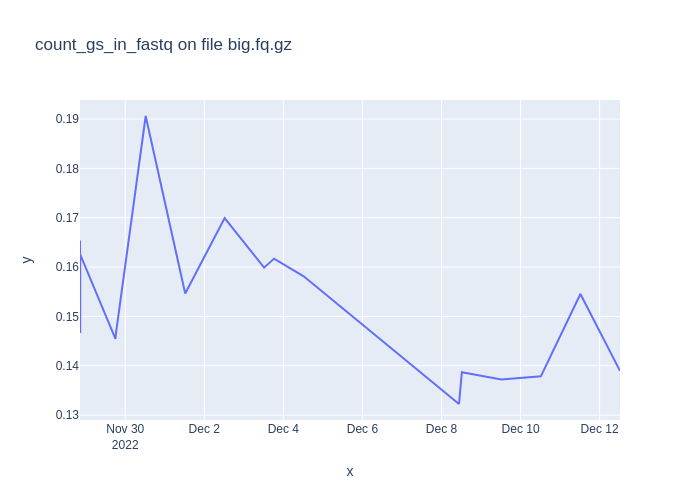 count_gs_in_fastq on file big.fq.gz
0.19
0.18
0.17
0.16
0.15
0.14
0.13
y
Nov 30 Dec 2 Dec 4 Dec 6 Dec 8 Dec 10 Dec 12
2022
x